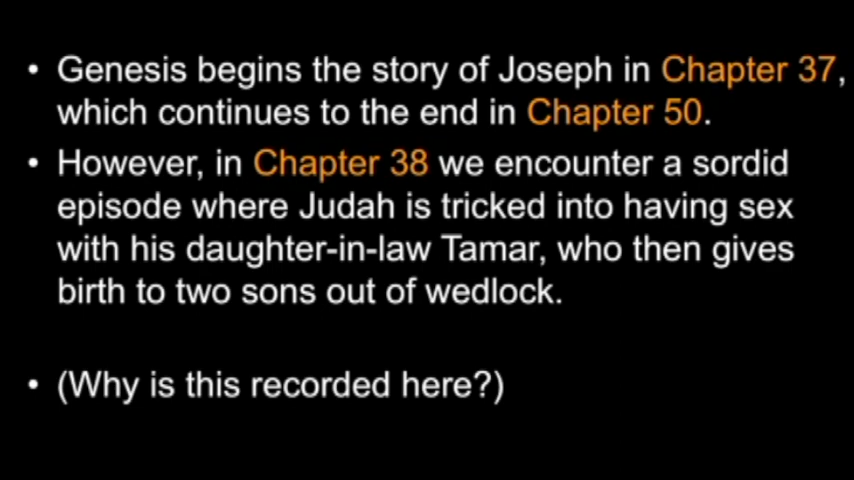 • Genesis begins the story of Joseph in Chapter 37,
which continues to the end in Chapter 50.
• However, in Chapter 38 we encounter a sordid
episode where Judah is tricked into having sex
with his daughter-in-law Tamar, who then gives
birth to two sons out of wedlock.
• (Why is this recorded here?)